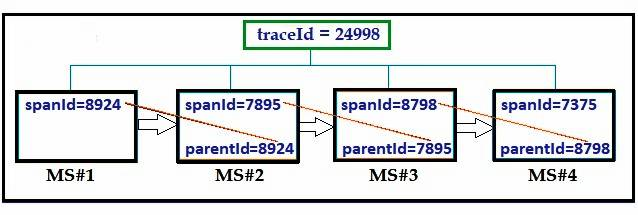 traceId = 24998
spanId=8924
spanId=7895
spanId=8798
spanId=7375
parentId=8924
parentId=7895
parentId=8798
MS#1
MS#2
MS#3
MS#4